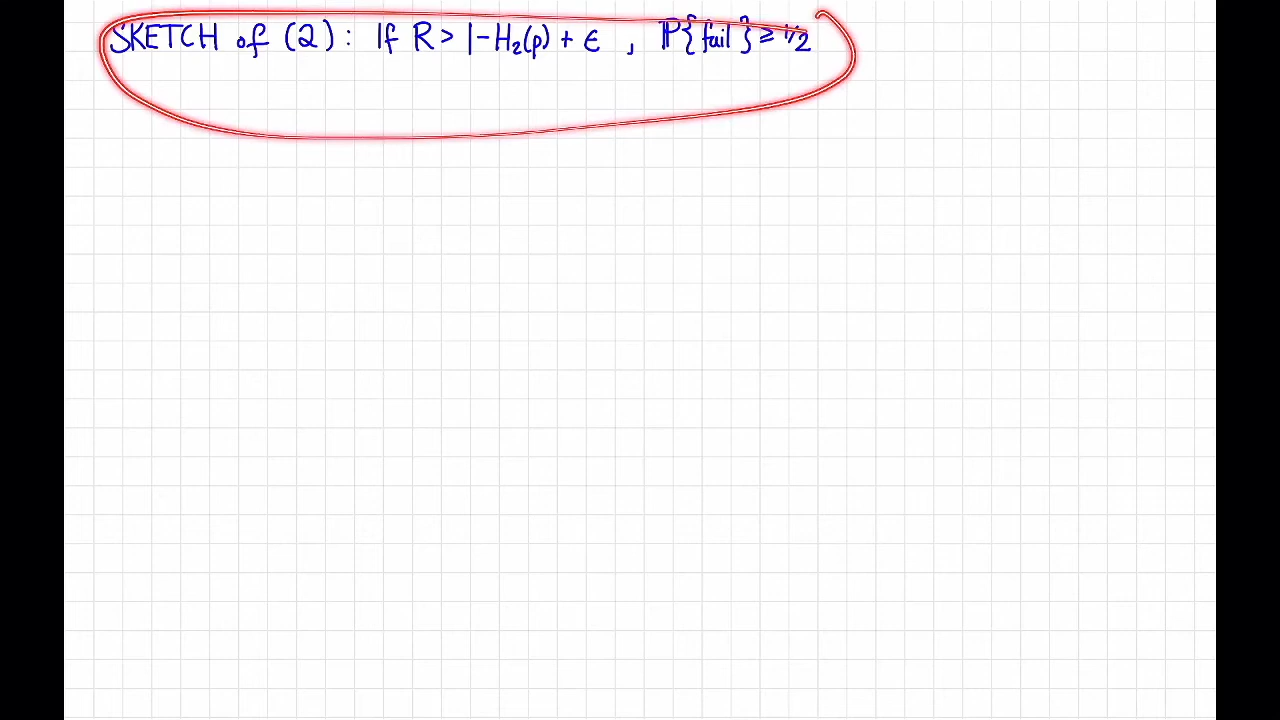 SKETCH of (2): If R > 1-H₂(p) + ε , ℙ{fail} ≥ 1/2